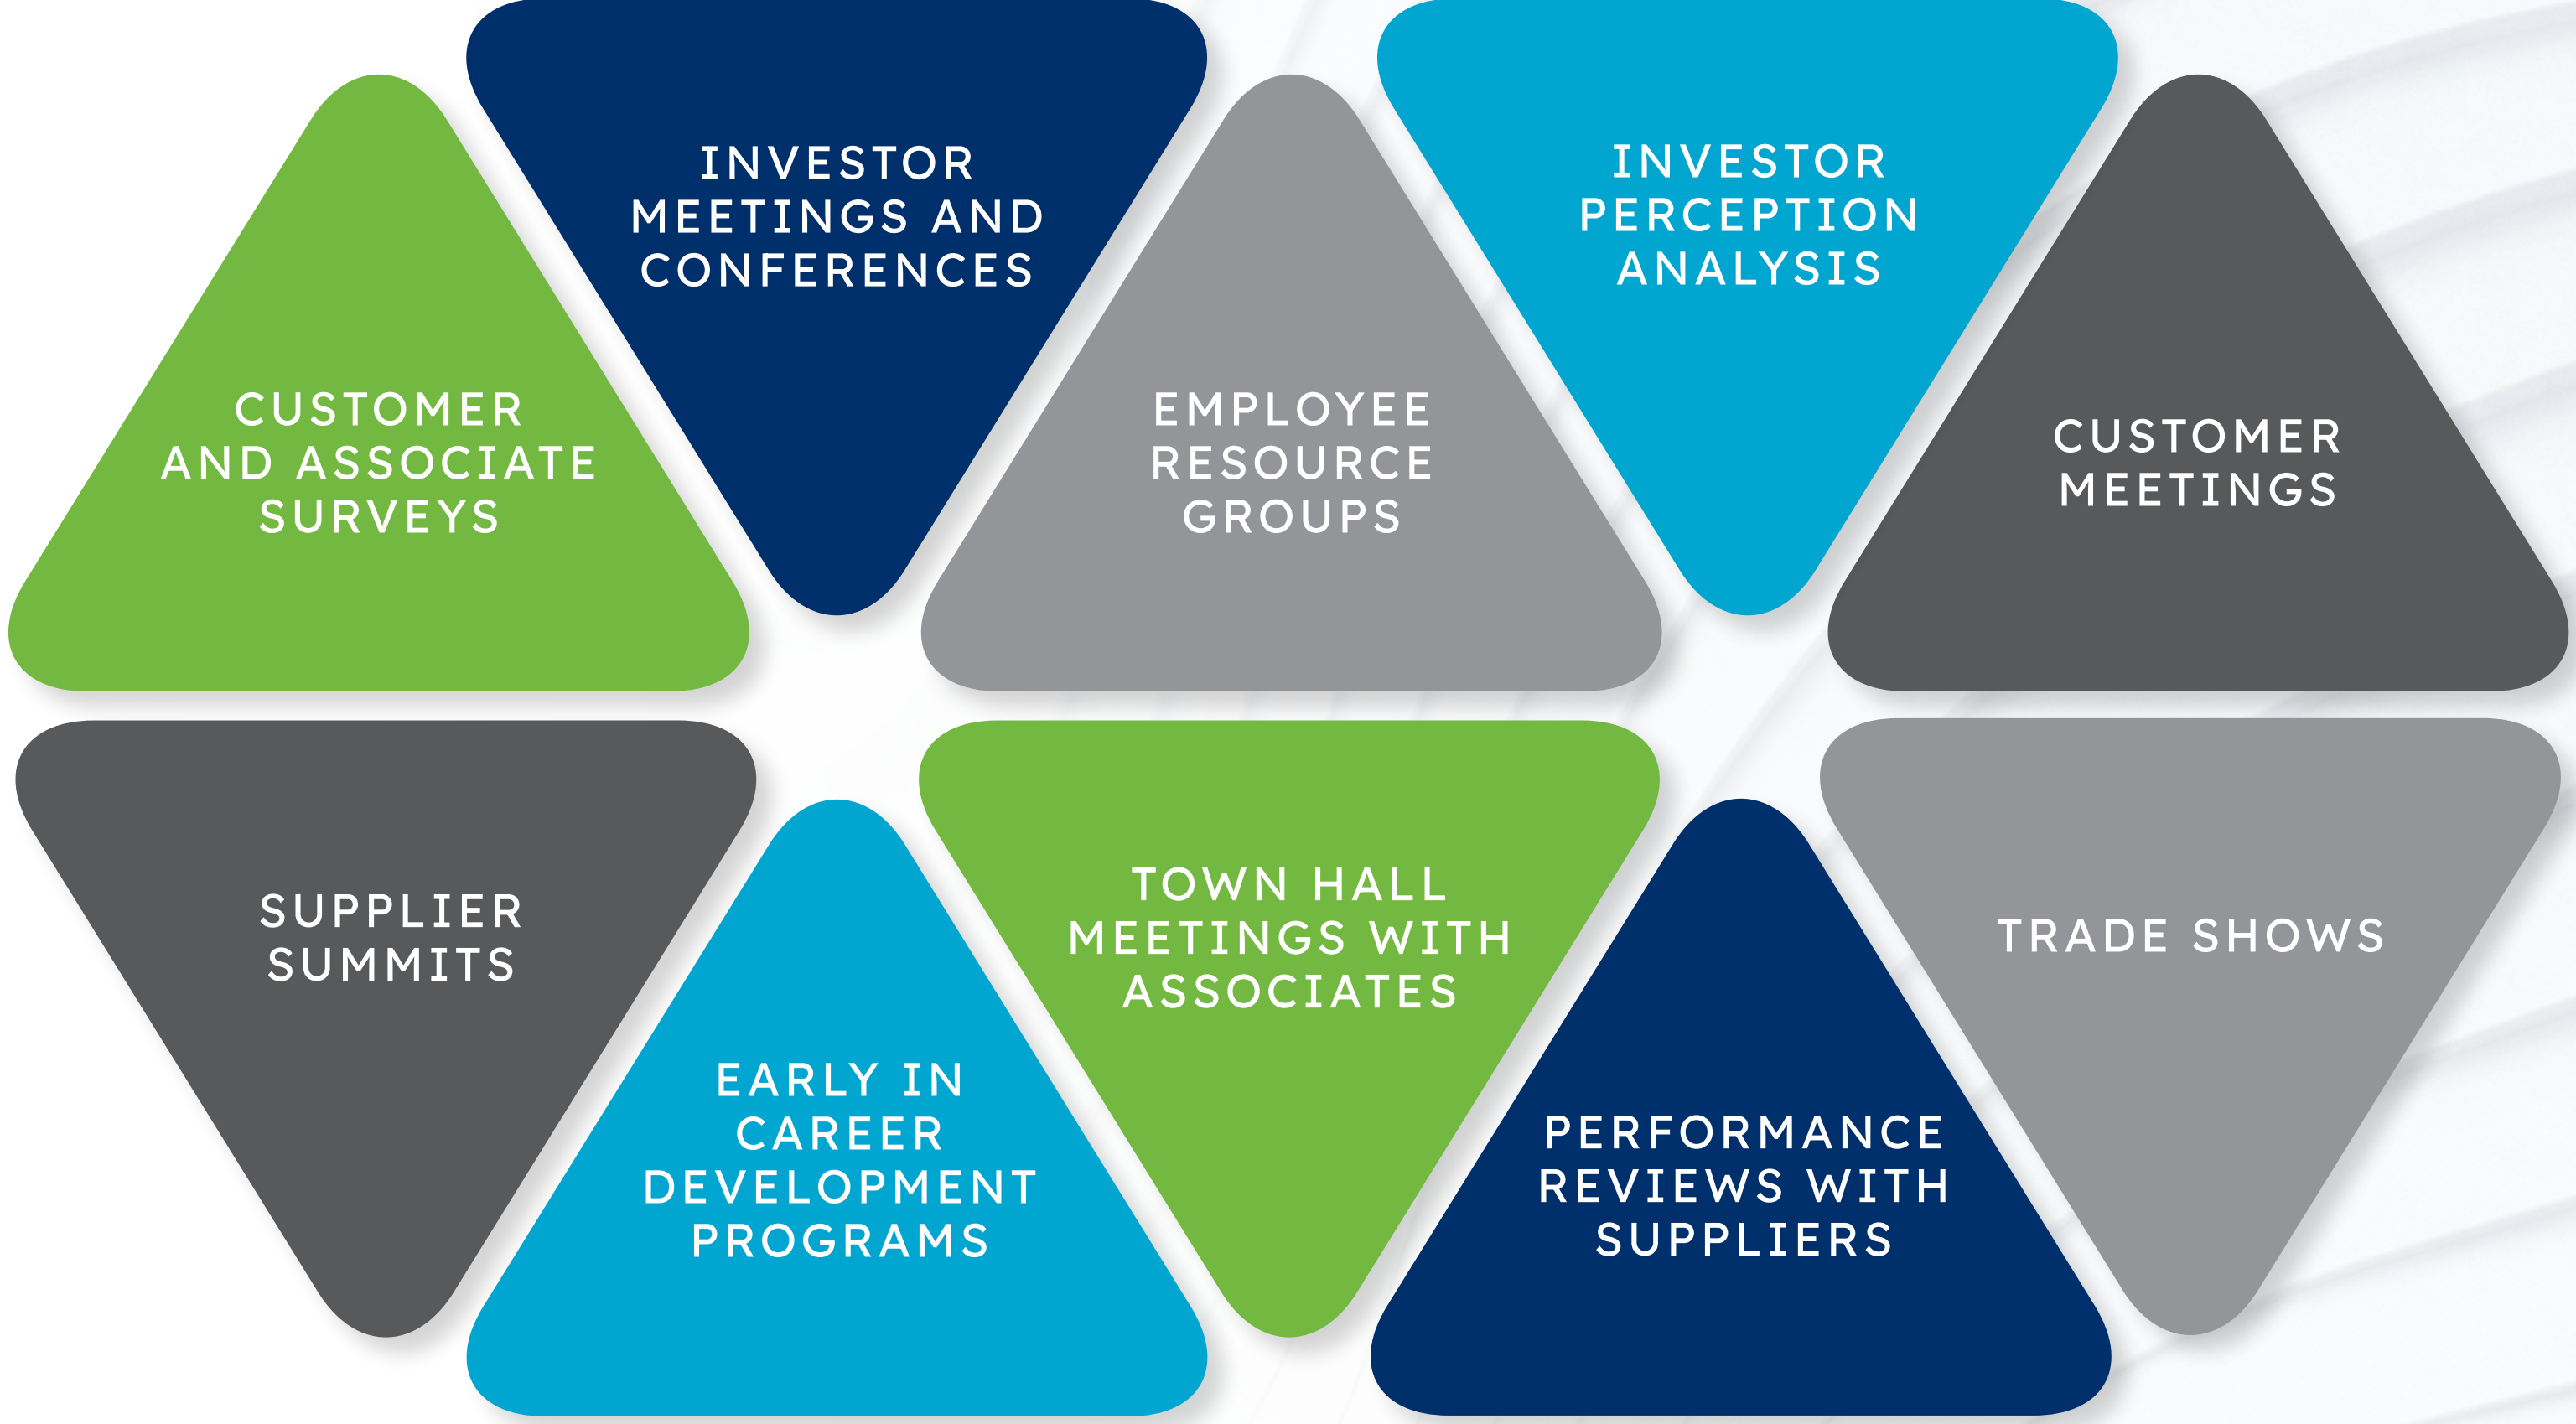 INVESTOR
MEETINGS AND
CONFERENCES
INVESTOR
PERCEPTION
ANALYSIS
CUSTOMER
AND ASSOCIATE
SURVEYS
EMPLOYEE
RESOURCE
GROUPS
CUSTOMER
MEETINGS
SUPPLIER
SUMMITS
TOWN HALL
MEETINGS WITH
ASSOCIATES
TRADE SHOWS
EARLY IN
CAREER
DEVELOPMENT
PROGRAMS
PERFORMANCE
REVIEWS WITH
SUPPLIERS